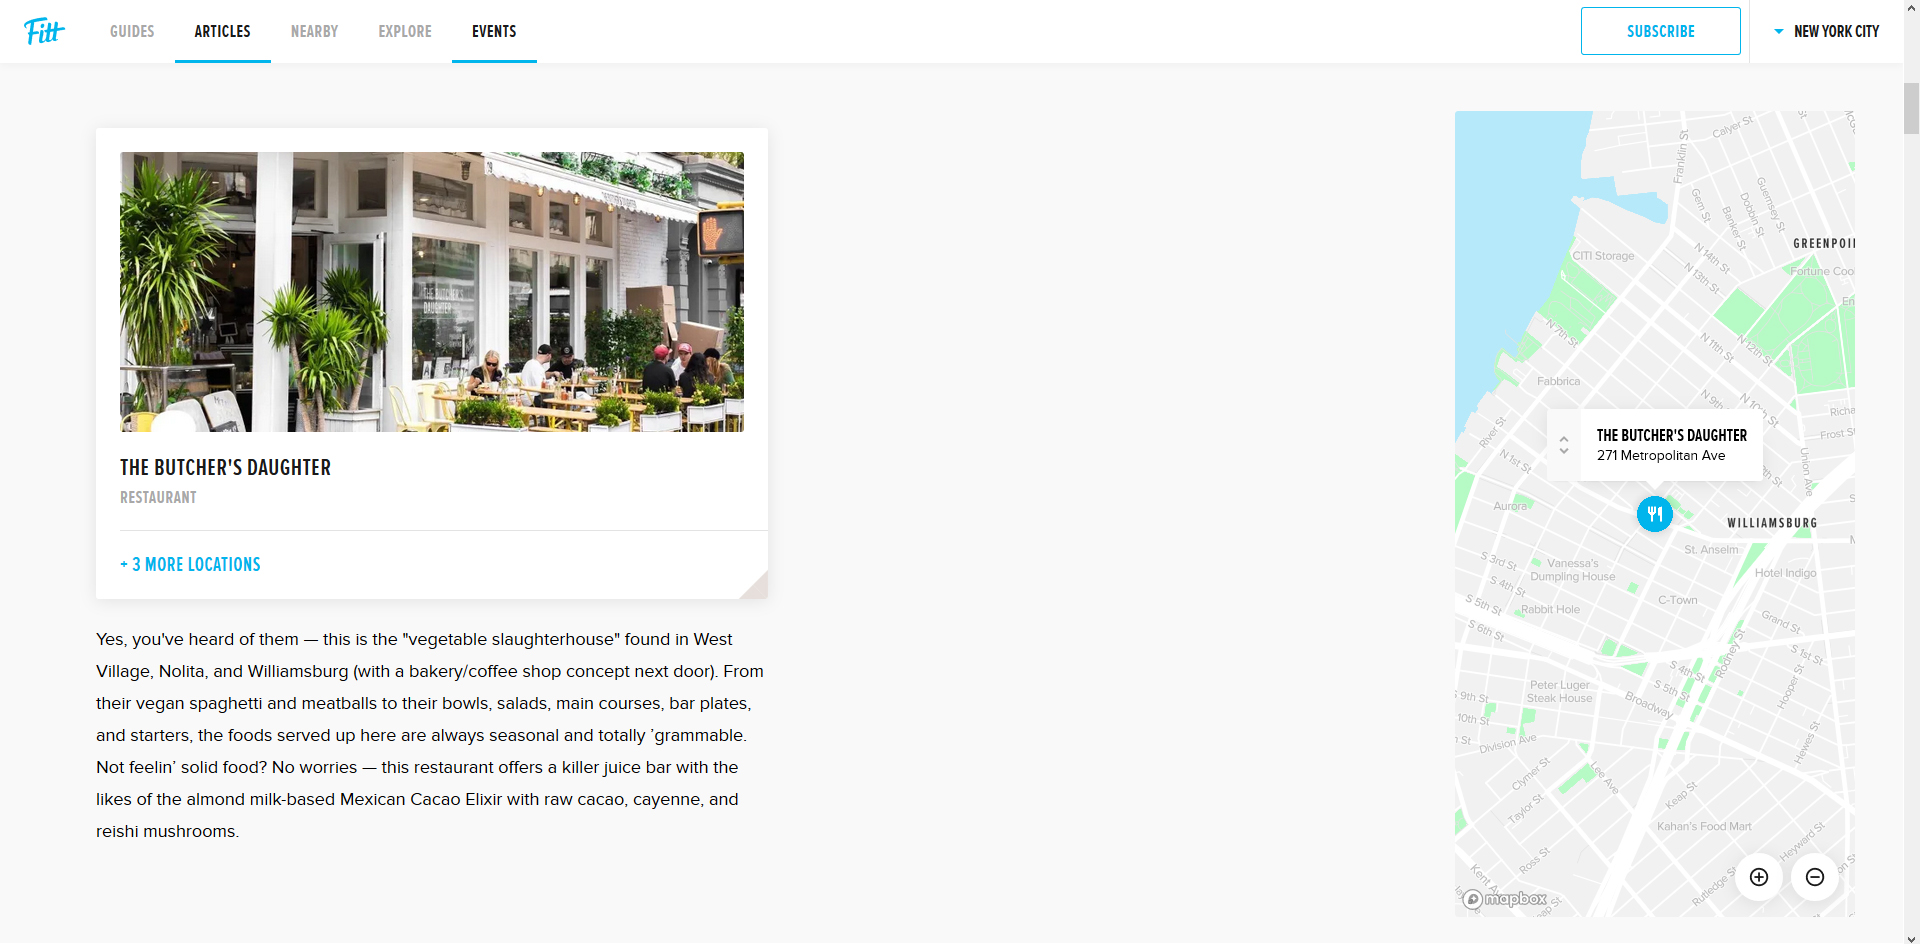 Fitt
GUIDES
ARTICLES
NEARBY
EXPLORE
EVENTS
SUBSCRIBE
NEW YORK CITY
THE BUTCHER'S
DAUGHTER
THE BUTCHER'S DAUGHTER
RESTAURANT
+ 3 MORE LOCATIONS
Yes, you've heard of them — this is the "vegetable slaughterhouse" found in West
Village, Nolita, and Williamsburg (with a bakery/coffee shop concept next door). From
their vegan spaghetti and meatballs to their bowls, salads, main courses, bar plates,
and starters, the foods served up here are always seasonal and totally ’grammable.
Not feelin’ solid food? No worries — this restaurant offers a killer juice bar with the
likes of the almond milk-based Mexican Cacao Elixir with raw cacao, cayenne, and
reishi mushrooms.
Calyer St
Franklin St
Gem St
Banker St
Dobbin St
Guernsey St
N 14th St
N 13th St
GREENPOI
CITI Storage
Fortune Coo
N 7th St
N 11th St
N 12th St
Fabbrica
N 9th
N 10th St
Richa
Frost St
River St
N 1st St
Union Ave
THE BUTCHER'S DAUGHTER
271 Metropolitan Ave
Aurora
WILLIAMSBURG
St. Anselm
S 3rd St
Vanessa's
Dumpling House
Hotel Indigo
S 4th St
S 5th St
Rabbit Hole
C-Town
S 6th St
Grand St
Rodney St
S 1st St
S 4th St
S 5th St
Hooper St
Peter Luger
Steak House
Broadway
9th St
10th St
Division Ave
Hewes St
Clymer St
Lee Ave
Taylor St
Keap St
Kahan's Food Mart
Heyward St
Ross St
Kent A
Rutledge St
mapbox